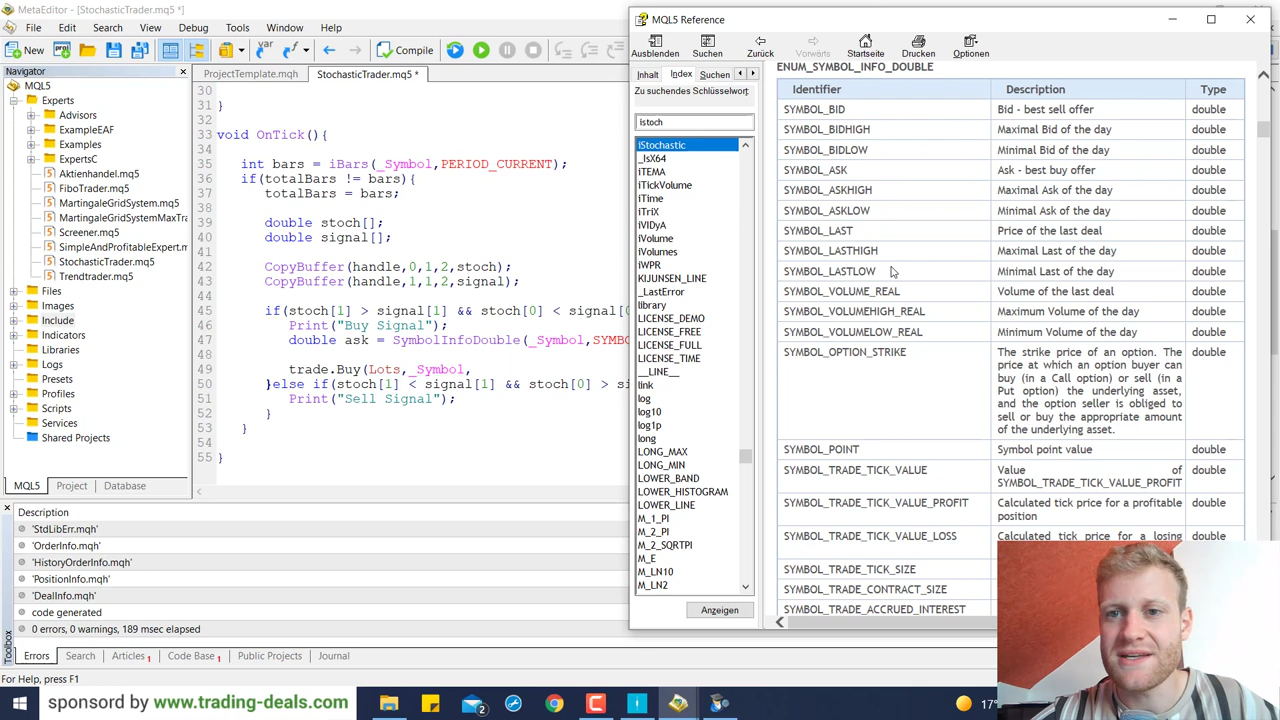 MetaEditor - [StochasticTrader.mq5 *]
File Edit Search View Debug Tools Window Help
New Compile
Navigator
MQL5
Experts
Advisors
ExampleEAF
Examples
ExpertsC
Aktienhandel.mq5
FiboTrader.mq5
MartingaleGridSystem.mq5
MartingaleGridSystemMaxTra
Screener.mq5
SimpleAndProfitableExpert.m
StochasticTrader.mq5
Trendtrader.mq5
Files
Images
Include
Indicators
Libraries
Logs
Presets
Profiles
Scripts
Services
Shared Projects
MQL5 Project Database
ProjectTemplate.mqh StochasticTrader.mq5 *
30
31 }
32
33 void OnTick(){
34
35 int bars = iBars(_Symbol,PERIOD_CURRENT);
36 if(totalBars != bars){
37 totalBars = bars;
38
39 double stoch[];
40 double signal[];
41
42 CopyBuffer(handle,0,1,2,stoch);
43 CopyBuffer(handle,1,1,2,signal);
44
45 if(stoch[1] > signal[1] && stoch[0] < signal[0
46 Print("Buy Signal");
47 double ask = SymbolInfoDouble(_Symbol,SYMB
48
49 trade.Buy(Lots,_Symbol,
50 }else if(stoch[1] < signal[1] && stoch[0] > si
51 Print("Sell Signal");
52 }
53 }
54
55 }
MQL5 Reference
Ausblenden Suchen Zurück Vorwärts Startseite Drucken Optionen
Inhalt Index Suchen
Zu suchendes Schlüsselwort:
istoch
iStochastic
_IsX64
iTEMA
iTickVolume
iTime
iTriX
iVIDyA
iVolume
iVolumes
iWPR
KIJUNSEN_LINE
_LastError
library
LICENSE_DEMO
LICENSE_FREE
LICENSE_FULL
LICENSE_TIME
__LINE__
link
log
log10
log1p
long
LONG_MAX
LONG_MIN
LOWER_BAND
LOWER_HISTOGRAM
LOWER_LINE
M_1_PI
M_2_PI
M_2_SQRTPI
M_E
M_LN10
M_LN2
Anzeigen
ENUM_SYMBOL_INFO_DOUBLE
Identifier Description Type
SYMBOL_BID Bid - best sell offer double
SYMBOL_BIDHIGH Maximal Bid of the day double
SYMBOL_BIDLOW Minimal Bid of the day double
SYMBOL_ASK Ask - best buy offer double
SYMBOL_ASKHIGH Maximal Ask of the day double
SYMBOL_ASKLOW Minimal Ask of the day double
SYMBOL_LAST Price of the last deal double
SYMBOL_LASTHIGH Maximal Last of the day double
SYMBOL_LASTLOW Minimal Last of the day double
SYMBOL_VOLUME_REAL Volume of the last deal double
SYMBOL_VOLUMEHIGH_REAL Maximum Volume of the day double
SYMBOL_VOLUMELOW_REAL Minimum Volume of the day double
SYMBOL_OPTION_STRIKE The strike price of an option. The double
price at which an option buyer can
buy (in a Call option) or sell (in a
Put option) the underlying asset,
and the option seller is obliged to
sell or buy the appropriate amount
of the underlying asset.
SYMBOL_POINT Symbol point value double
SYMBOL_TRADE_TICK_VALUE Value of double
SYMBOL_TRADE_TICK_VALUE_PROFIT
SYMBOL_TRADE_TICK_VALUE_PROFIT Calculated tick price for a profitable double
position
SYMBOL_TRADE_TICK_VALUE_LOSS Calculated tick price for a losing double
SYMBOL_TRADE_TICK_SIZE
SYMBOL_TRADE_CONTRACT_SIZE
SYMBOL_TRADE_ACCRUED_INTEREST
Description
'StdLibErr.mqh'
'OrderInfo.mqh'
'HistoryOrderInfo.mqh'
'PositionInfo.mqh'
'DealInfo.mqh'
code generated
0 errors, 0 warnings, 189 msec elapsed
Toolbox
Errors Search Articles 1 Code Base 1 Public Projects Journal
For Help, press F1
sponsord by www.trading-deals.com
2
17°